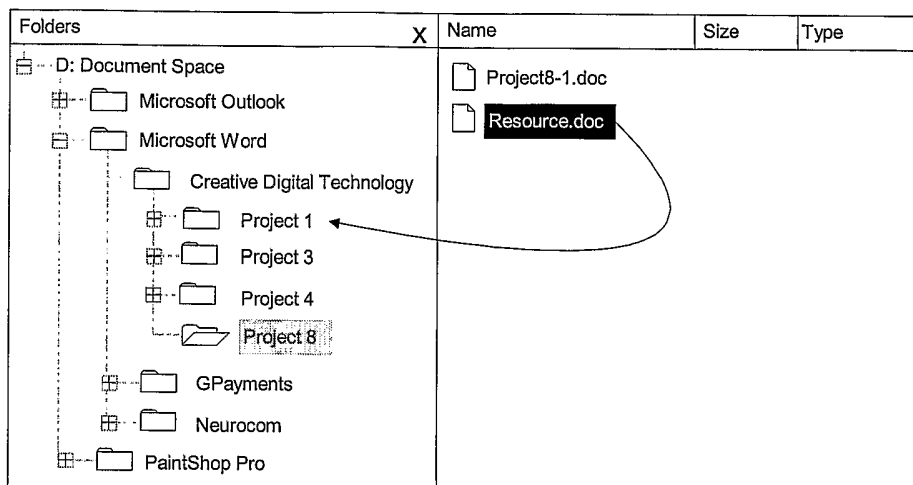 Folders X
Name Size Type
D: Document Space
Microsoft Outlook
Microsoft Word
Creative Digital Technology
Project 1
Project 3
Project 4
Project 8
GPayments
Neurocom
PaintShop Pro
Project8-1.doc
Resource.doc